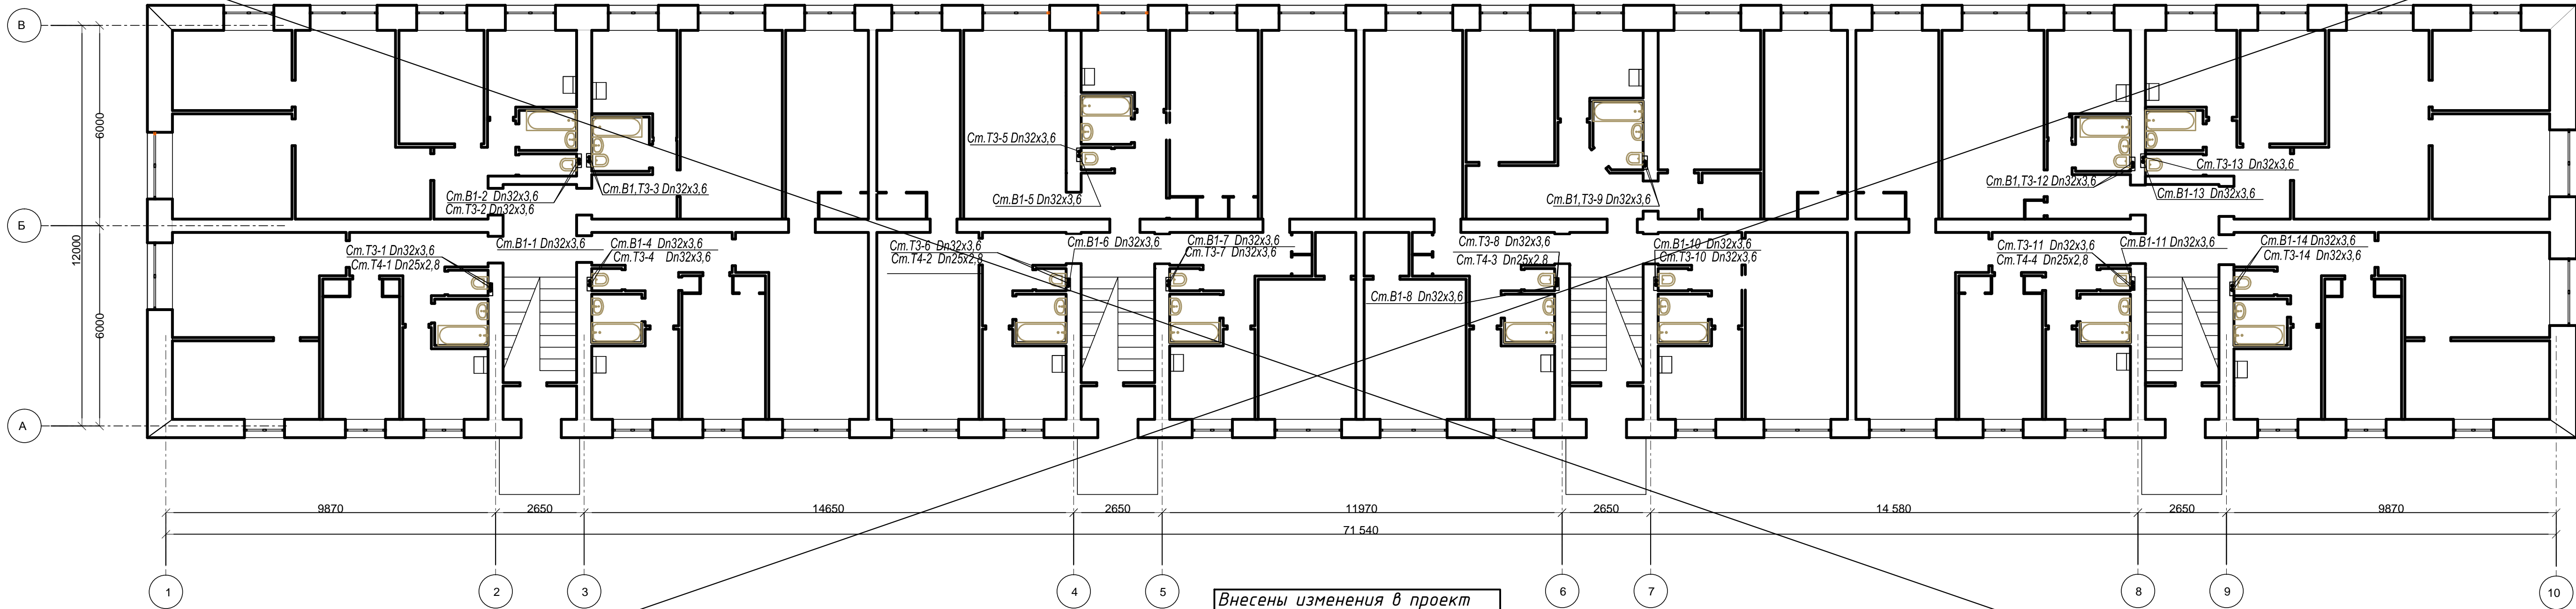 В
Б
А
6000
6000
12000
Ст.В1-2 Dn32x3,6
Ст.Т3-2 Dn32x3,6
Ст.В1,Т3-3 Dn32x3,6
Ст.Т3-5 Dn32x3,6
Ст.В1-5 Dn32x3,6
Ст.В1,Т3-9 Dn32x3,6
Ст.В1,Т3-12 Dn32x3,6
Ст.Т3-13 Dn32x3,6
Ст.В1-13 Dn32x3,6
Ст.Т3-1 Dn32x3,6
Ст.Т4-1 Dn25x2,8
Ст.В1-1 Dn32x3,6
Ст.В1-4 Dn32x3,6
Ст.Т3-4 Dn32x3,6
Ст.Т3-6 Dn32x3,6
Ст.Т4-2 Dn25x2,8
Ст.В1-6 Dn32x3,6
Ст.В1-7 Dn32x3,6
Ст.Т3-7 Dn32x3,6
Ст.Т3-8 Dn32x3,6
Ст.Т4-3 Dn25x2,8
Ст.В1-8 Dn32x3,6
Ст.В1-10 Dn32x3,6
Ст.Т3-10 Dn32x3,6
Ст.Т3-11 Dn32x3,6
Ст.Т4-4 Dn25x2,8
Ст.В1-11 Dn32x3,6
Ст.В1-14 Dn32x3,6
Ст.Т3-14 Dn32x3,6
9870 2650 14650 2650 11970 2650 14 580 2650 9870
71 540
1 2 3 4 5 6 7 8 9 10
Внесены изменения в проект